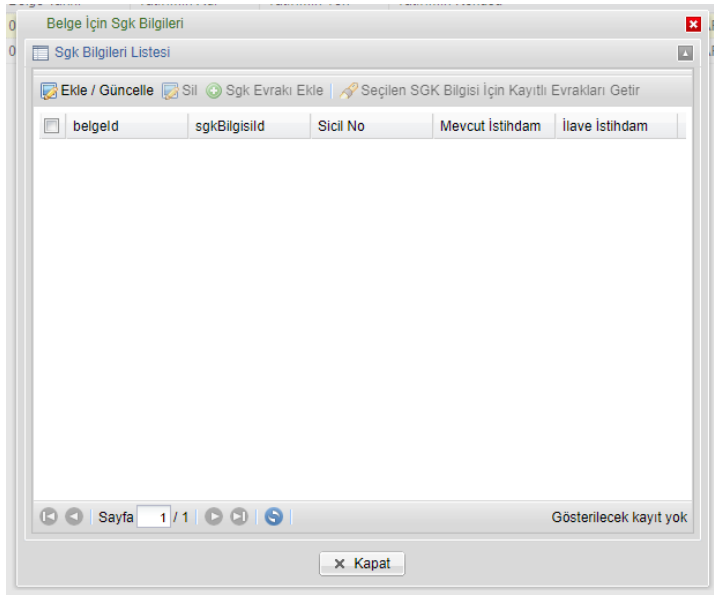 Belge İçin Sgk Bilgileri
Sgk Bilgileri Listesi
Ekle / Güncelle Sil Sgk Evrakı Ekle Seçilen SGK Bilgisi İçin Kayıtlı Evrakları Getir
belgeId sgkBilgisiId Sicil No Mevcut İstihdam İlave İstihdam
Sayfa 1 / 1 Gösterilecek kayıt yok
Kapat